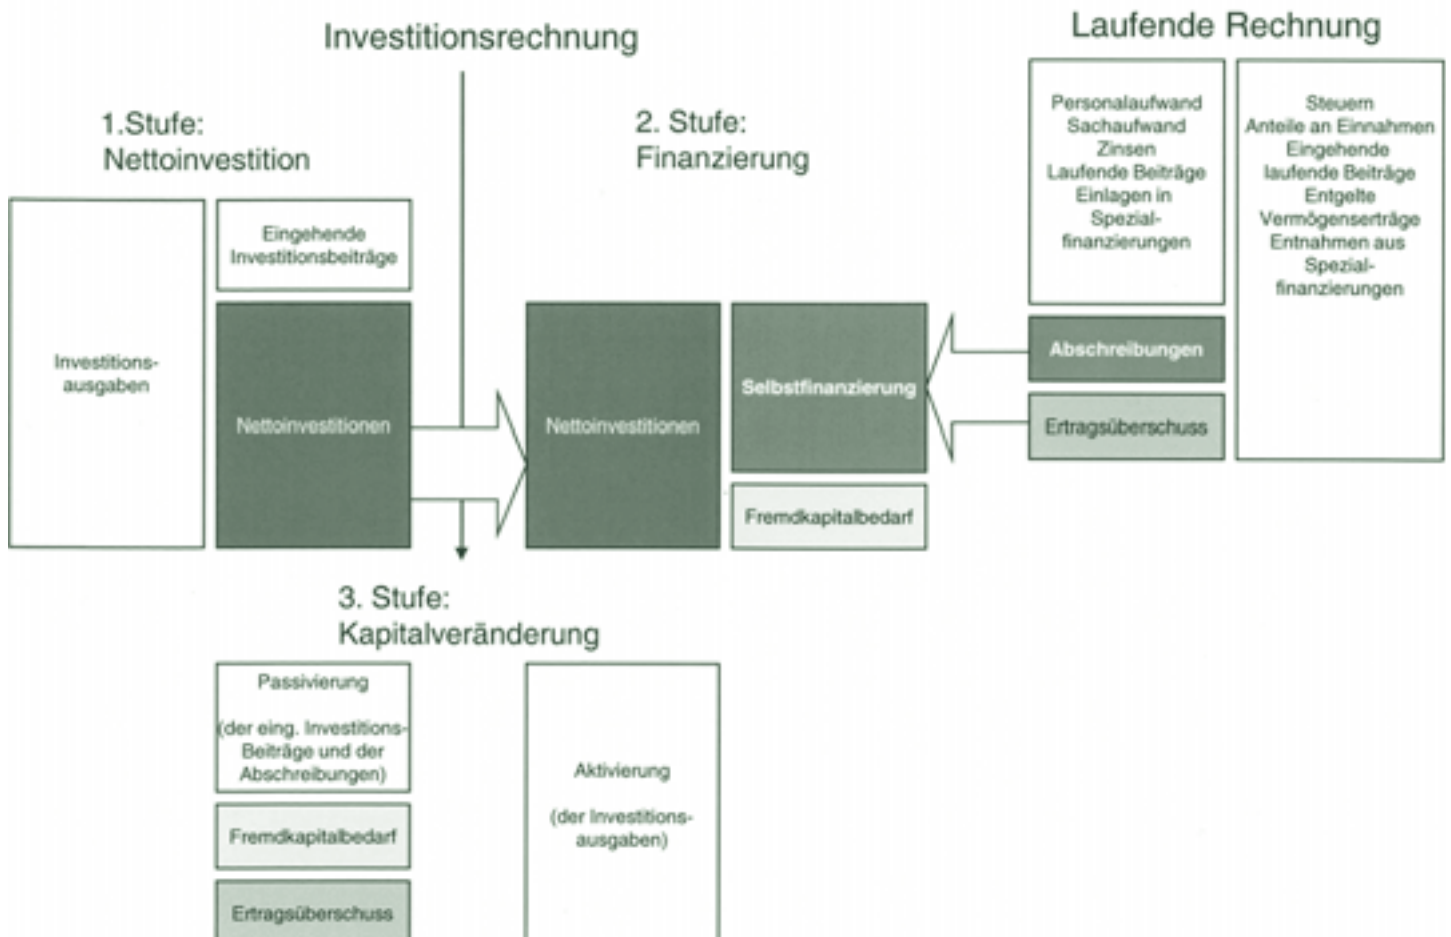 Investitionsrechnung
Laufende Rechnung
1.Stufe:
Nettoinvestition
2. Stufe:
Finanzierung
Investitions-
ausgaben
Eingehende
Investitionsbeiträge
Nettoinvestitionen
Nettoinvestitionen
Selbstfinanzierung
Fremdkapitalbedarf
Personalaufwand
Sachaufwand
Zinsen
Laufende Beiträge
Einlagen in
Spezial-
finanzierungen
Abschreibungen
Ertragsüberschuss
Steuern
Anteile an Einnahmen
Eingehende
laufende Beiträge
Entgelte
Vermögenserträge
Entnahmen aus
Spezial-
finanzierungen
3. Stufe:
Kapitalveränderung
Passivierung
(der eing. Investitions-
Beiträge und der
Abschreibungen)
Fremdkapitalbedarf
Ertragsüberschuss
Aktivierung
(der Investitions-
ausgaben)